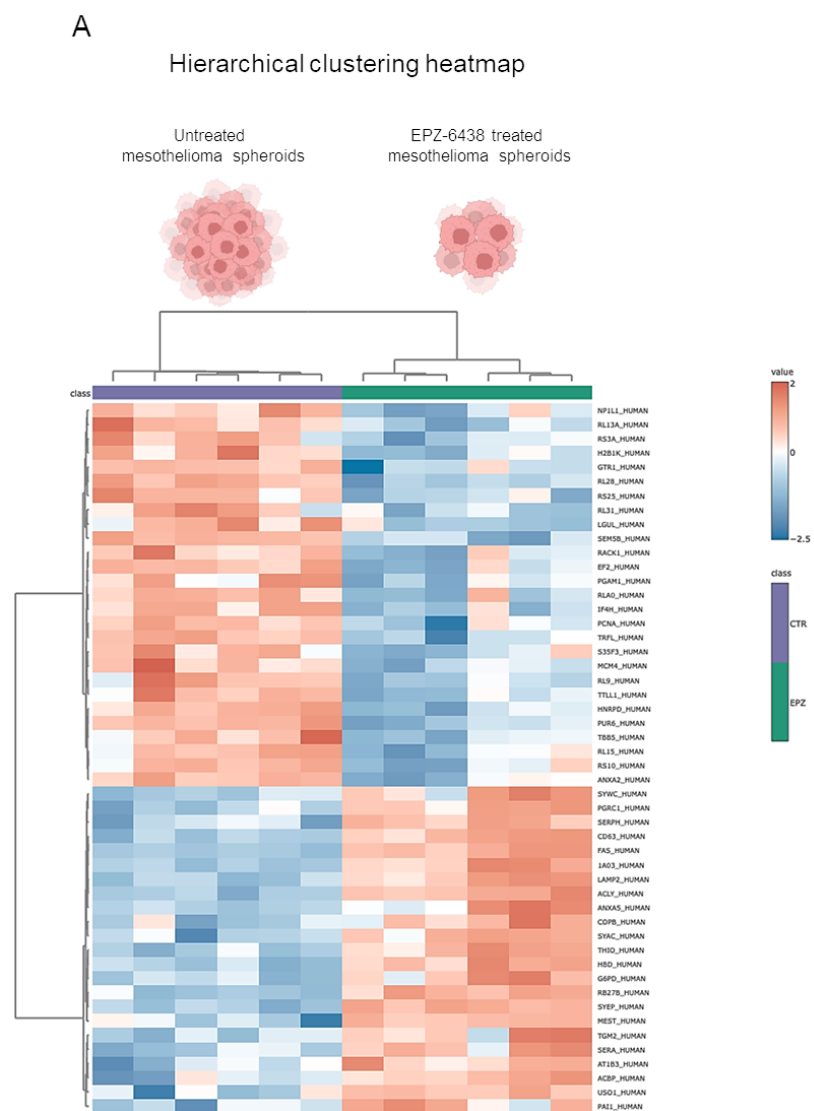 A
Hierarchical clustering heatmap
Untreated
mesothelioma spheroids
EPZ-6438 treated
mesothelioma spheroids
class
value
2
0
−2.5
class
CTR
EPZ
NP1L1_HUMAN
RL13A_HUMAN
RS3A_HUMAN
H2B1K_HUMAN
GTR1_HUMAN
RL28_HUMAN
RS25_HUMAN
RL31_HUMAN
LGUL_HUMAN
SEM5B_HUMAN
RACK1_HUMAN
EF2_HUMAN
PGAM1_HUMAN
RLA0_HUMAN
IF4H_HUMAN
PCNA_HUMAN
TRFL_HUMAN
S35F3_HUMAN
MCM4_HUMAN
RL9_HUMAN
TTLL1_HUMAN
HNRPD_HUMAN
PUR6_HUMAN
TBB5_HUMAN
RL15_HUMAN
RS10_HUMAN
ANXA2_HUMAN
SYWC_HUMAN
PGRC1_HUMAN
SERPH_HUMAN
CD63_HUMAN
FAS_HUMAN
1A03_HUMAN
LAMP2_HUMAN
ACLY_HUMAN
ANXA5_HUMAN
COPB_HUMAN
SYAC_HUMAN
THIO_HUMAN
HBD_HUMAN
G6PD_HUMAN
RB27B_HUMAN
SYEP_HUMAN
MEST_HUMAN
TGM2_HUMAN
SERA_HUMAN
AT1B3_HUMAN
ACBP_HUMAN
USO1_HUMAN
PAI1_HUMAN